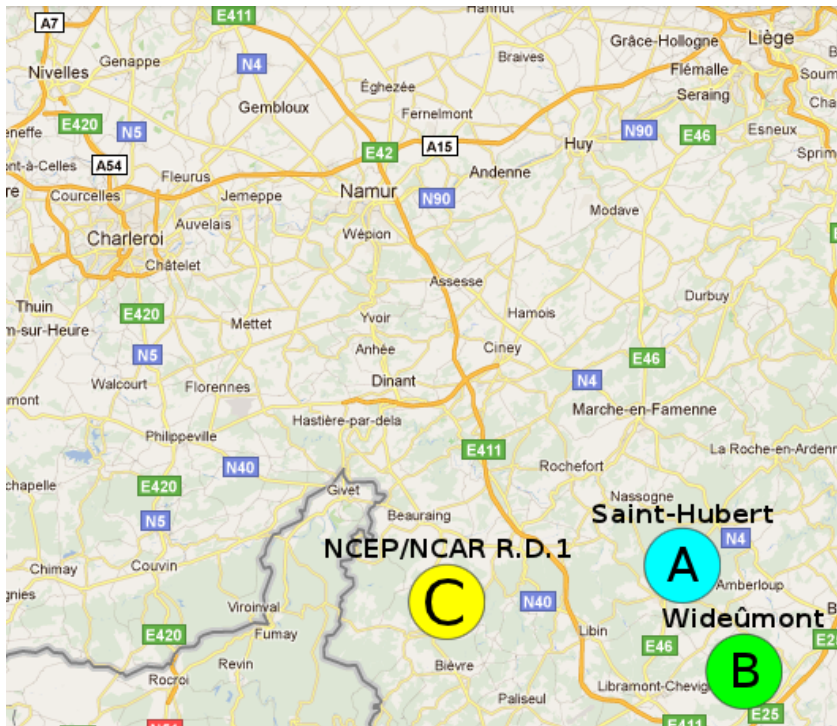 Hannut
A7
E411
Grâce-Hollogne
Liège
Genappe
N4
Braives
Nivelles
Flémalle
Éghezée
Seraing
Gembloux
Fernelmont
E420
N5
N90
E46
Esneux
A15
E42
Huy
A54
Andenne
Fleurus
Courcelles
Jemeppe
Namur
N90
Modave
Auvelais
Charleroi
Wépion
Châtelet
Assesse
Durbuy
Thuin
E420
Hamois
Yvoir
Mettet
N5
Anhée
Ciney
E46
Walcourt
Florennes
Dinant
N4
Marche-en-Famenne
Hastière-par-dela
Philippeville
E411
N40
Rochefort
E420
Givet
Nassogne
Beauraing
Saint-Hubert
N5
NCEP/NCAR R.D.1
N4
Chimay
Couvin
A
Amberloup
C
N40
Viroinval
Wideûmont
E420
Fumay
Libin
E46
Revin
Bièvre
B
Rocroi
Paliseul
E411
E25